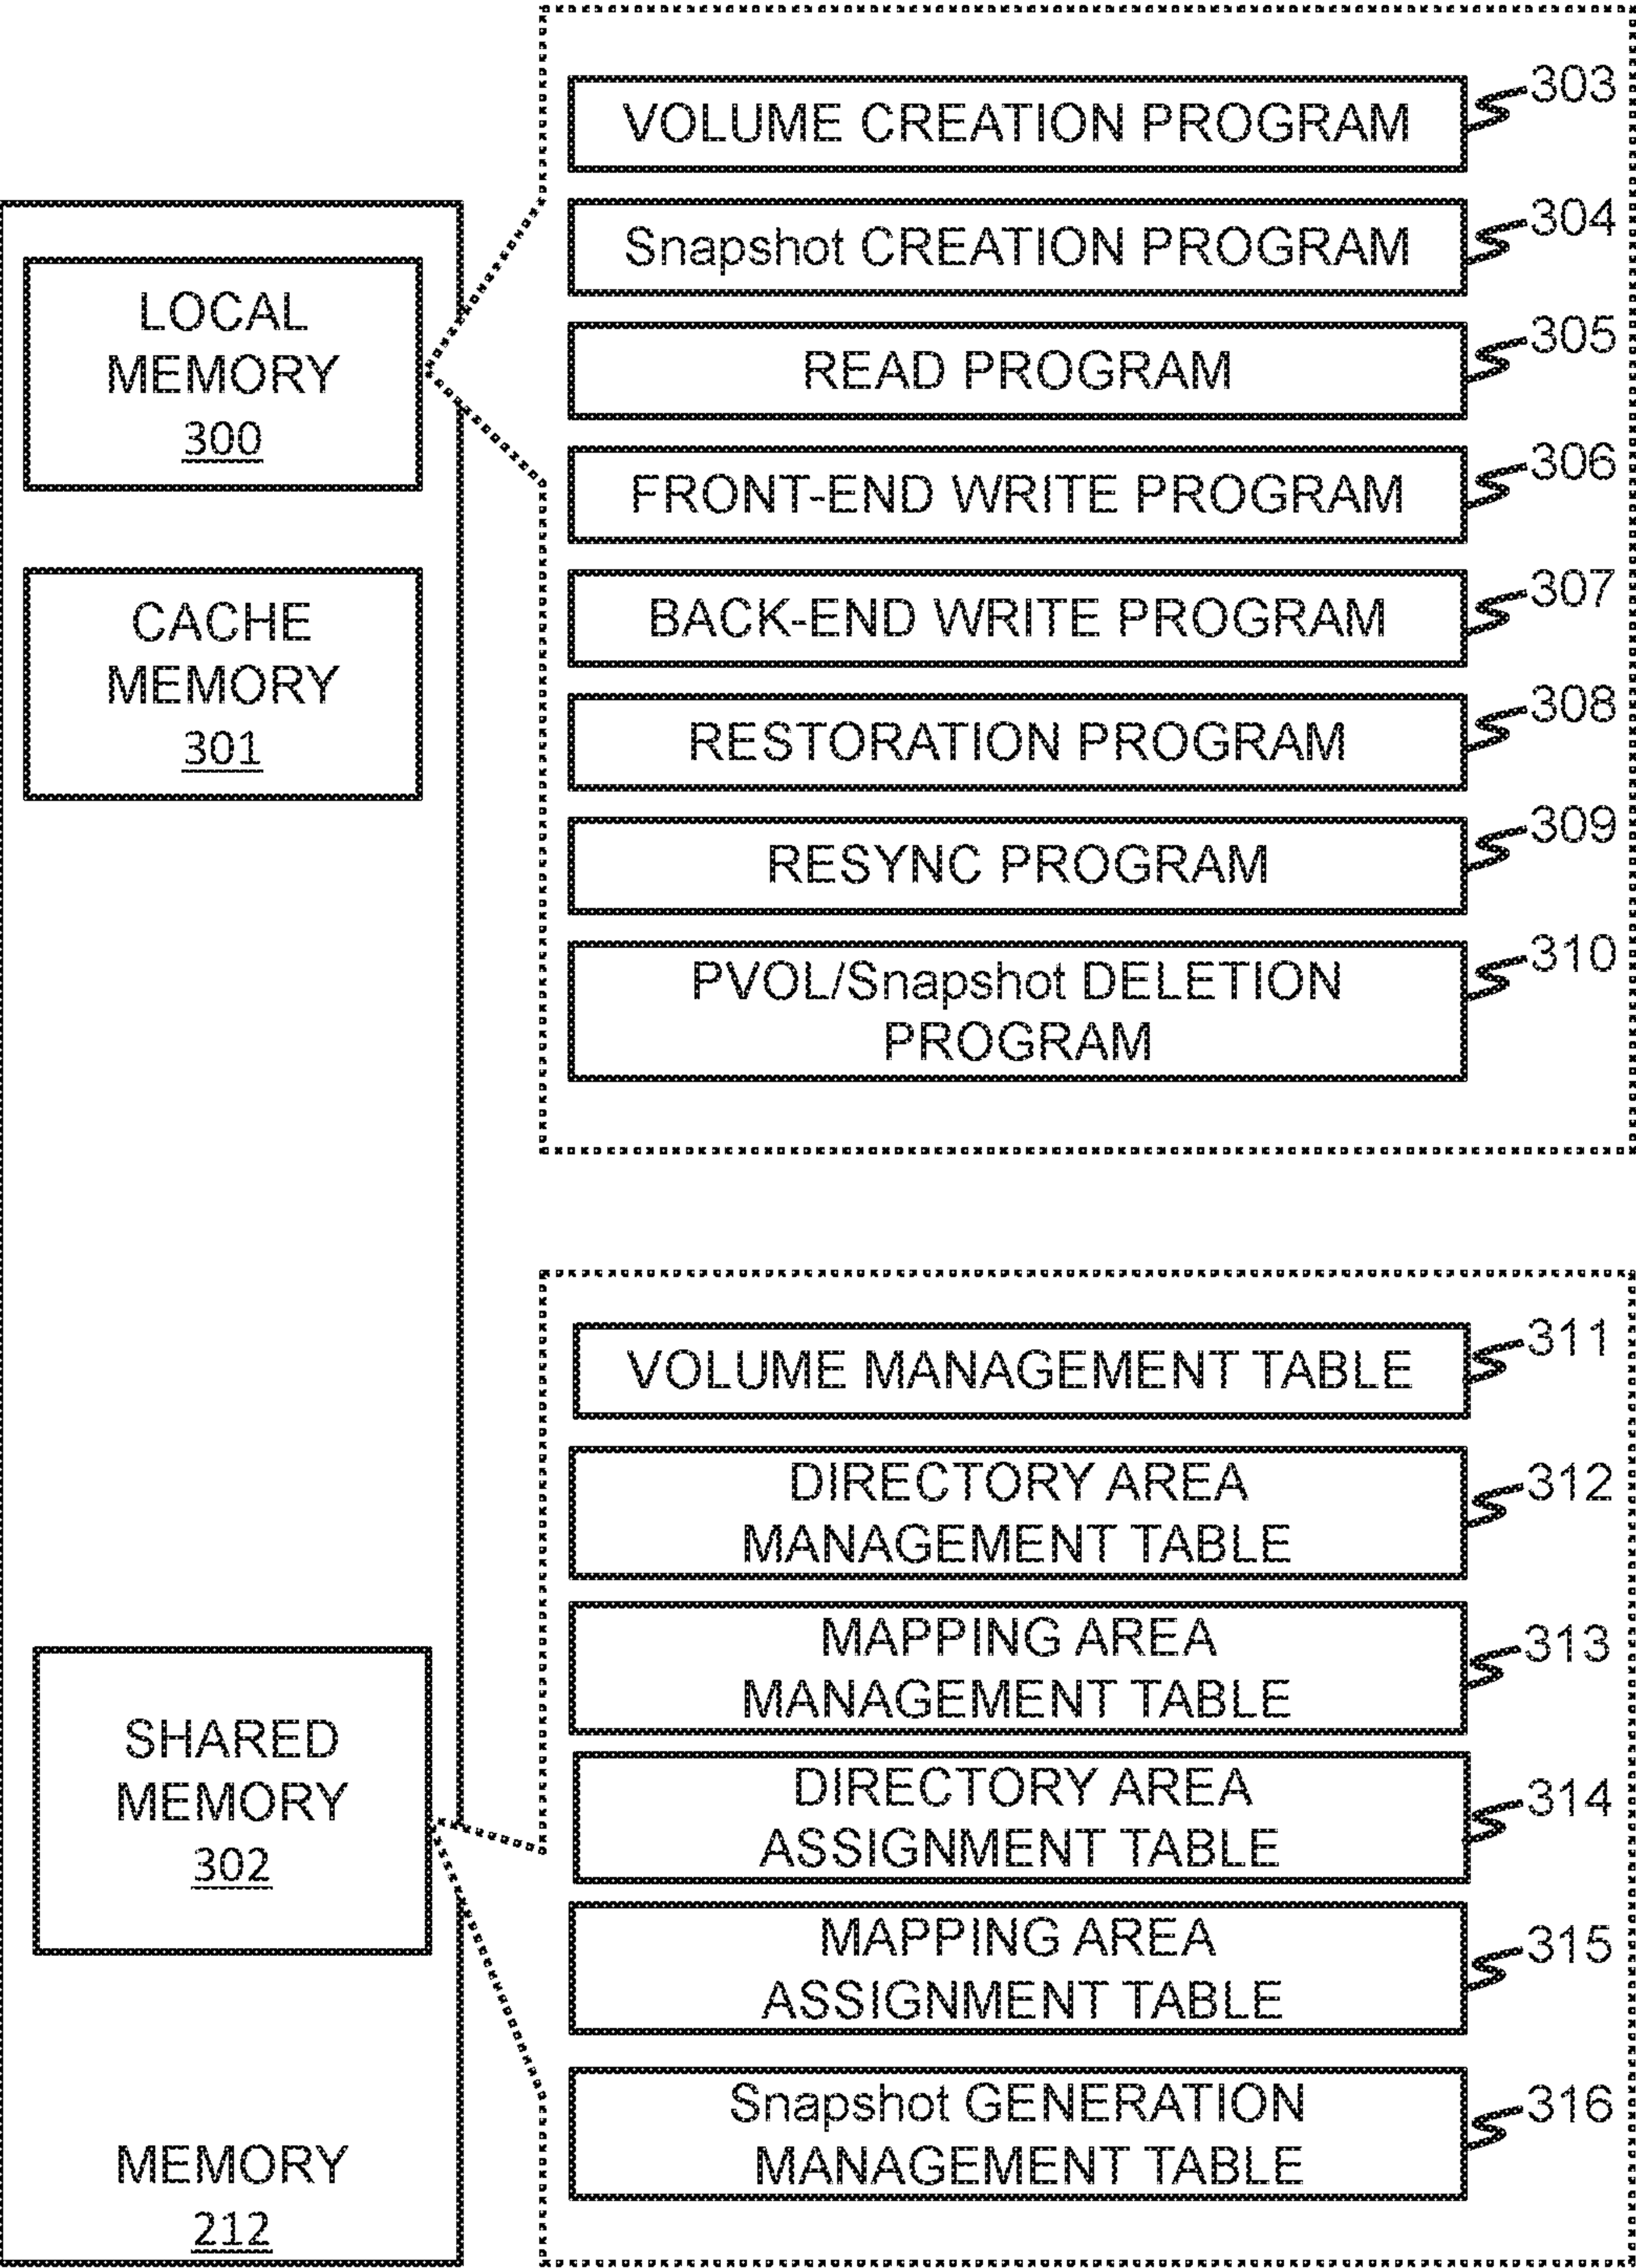 LOCAL
MEMORY
300
CACHE
MEMORY
301
SHARED
MEMORY
302
MEMORY
212
VOLUME CREATION PROGRAM
303
Snapshot CREATION PROGRAM
304
READ PROGRAM
305
FRONT-END WRITE PROGRAM
306
BACK-END WRITE PROGRAM
307
RESTORATION PROGRAM
308
RESYNC PROGRAM
309
PVOL/Snapshot DELETION
PROGRAM
310
VOLUME MANAGEMENT TABLE
311
DIRECTORY AREA
MANAGEMENT TABLE
312
MAPPING AREA
MANAGEMENT TABLE
313
DIRECTORY AREA
ASSIGNMENT TABLE
314
MAPPING AREA
ASSIGNMENT TABLE
315
Snapshot GENERATION
MANAGEMENT TABLE
316